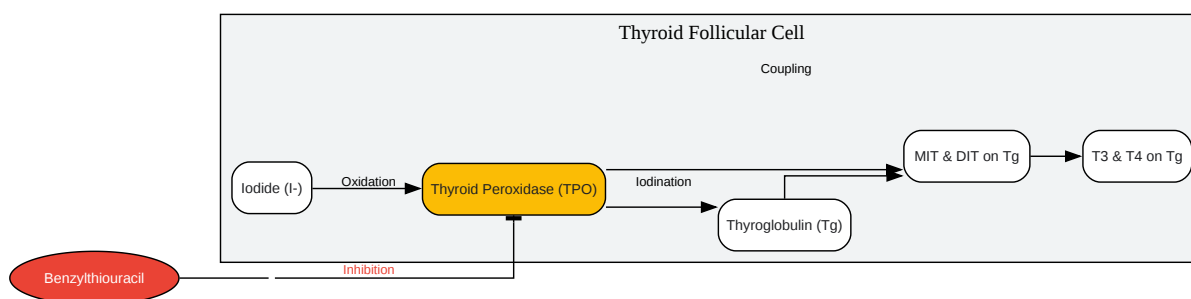 Thyroid Follicular Cell
Coupling
MIT & DIT on Tg
T3 & T4 on Tg
Iodide (I-)
Oxidation
Thyroid Peroxidase (TPO)
Iodination
Thyroglobulin (Tg)
Benzylthiouracil
Inhibition